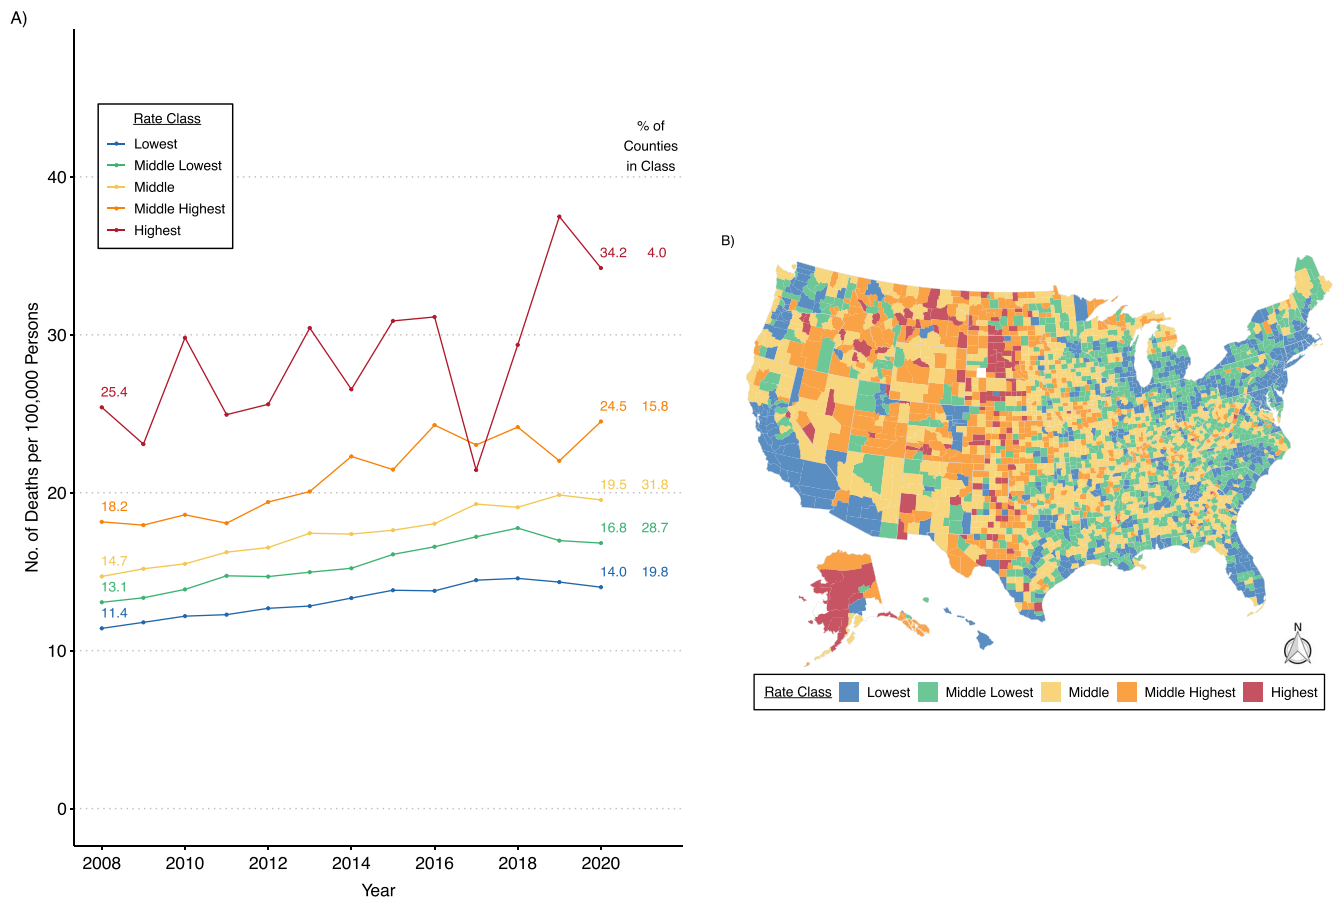 A)
Rate Class
Lowest
Middle Lowest
Middle
Middle Highest
Highest
% of
Counties
in Class
No. of Deaths per 100,000 Persons
40
30
20
10
0
25.4
18.2
14.7
13.1
11.4
34.2 4.0
24.5 15.8
19.5 31.8
16.8 28.7
14.0 19.8
2008 2010 2012 2014 2016 2018 2020
Year
B)
N
Rate Class Lowest Middle Lowest Middle Middle Highest Highest